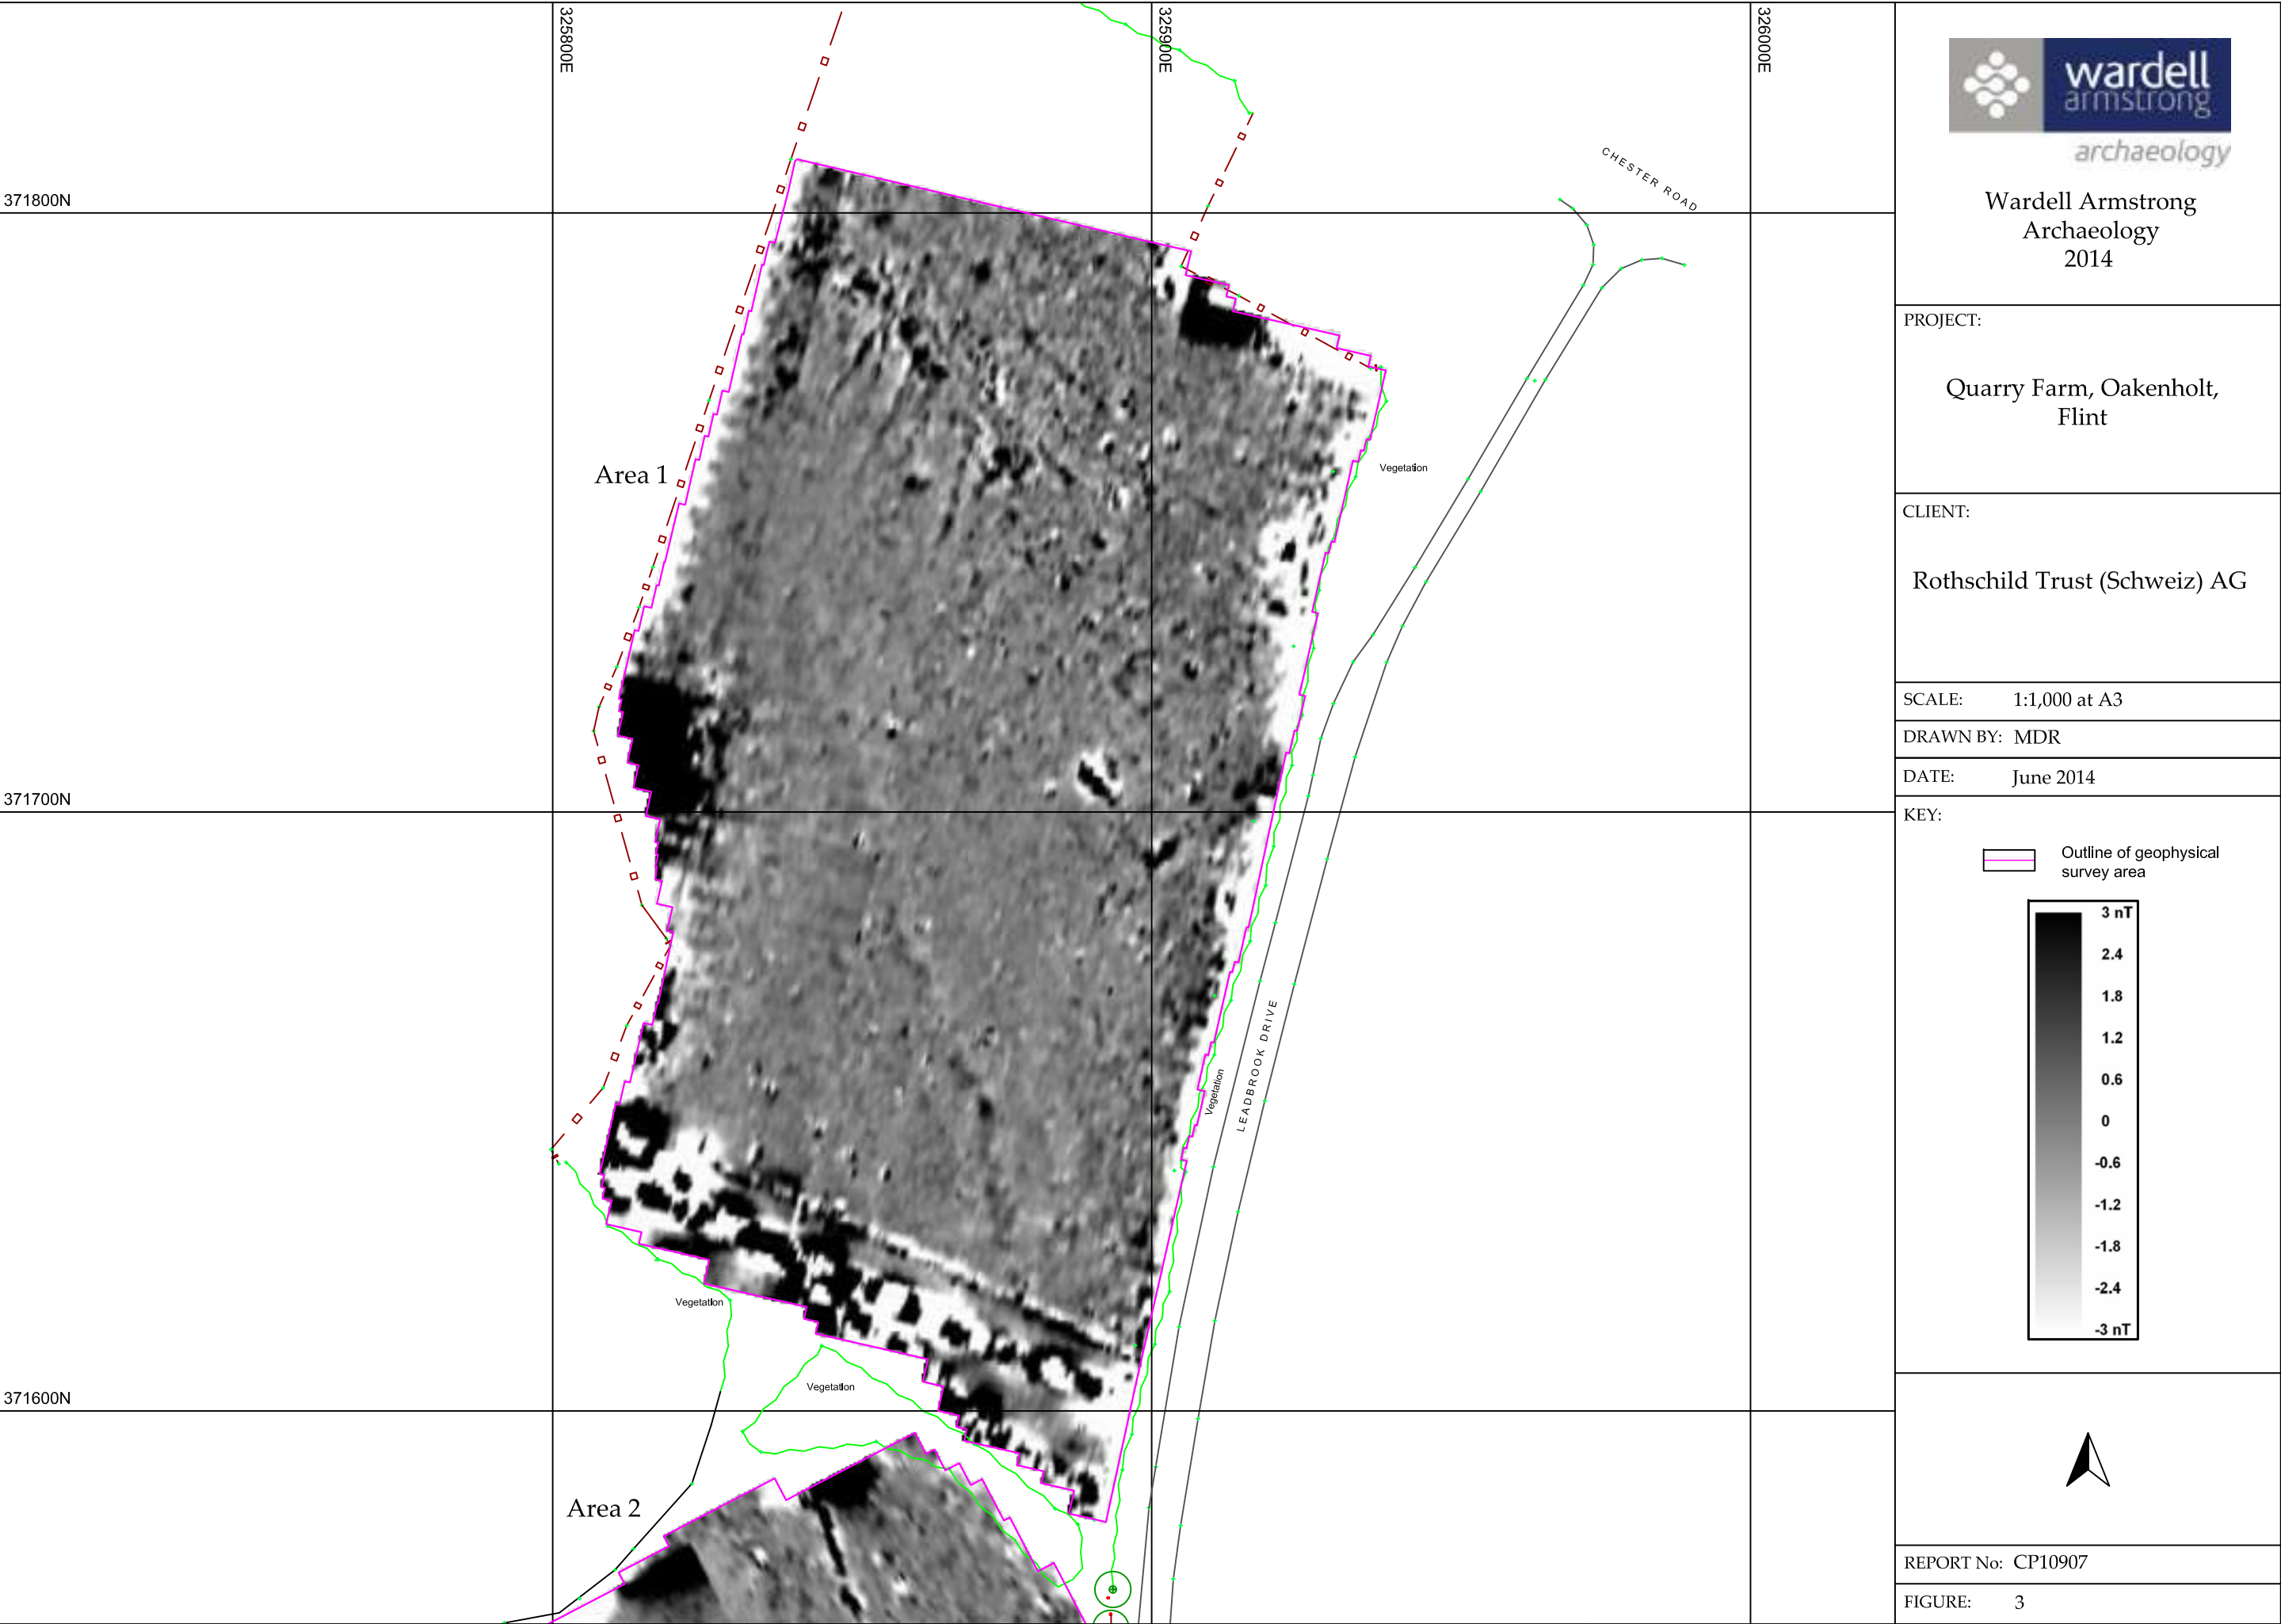 325800E
325900E
326000E
371800N
371700N
371600N
CHESTER ROAD
Area 1
Vegetation
Vegetation
LEADBROOK DRIVE
Vegetation
Vegetation
Area 2
wardell
armstrong
archaeology
Wardell Armstrong
Archaeology
2014
PROJECT:
Quarry Farm, Oakenholt,
Flint
CLIENT:
Rothschild Trust (Schweiz) AG
SCALE: 1:1,000 at A3
DRAWN BY: MDR
DATE: June 2014
KEY:
Outline of geophysical
survey area
3 nT
2.4
1.8
1.2
0.6
0
-0.6
-1.2
-1.8
-2.4
-3 nT
REPORT No: CP10907
FIGURE: 3